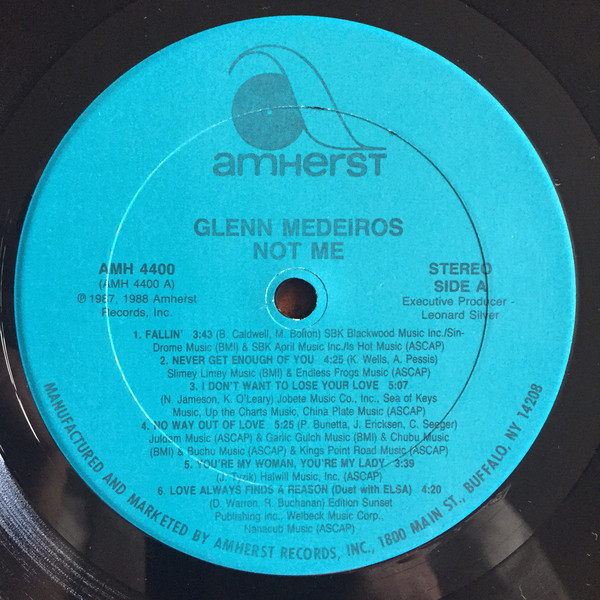 amherst
GLENN MEDEIROS
NOT ME
AMH 4400
(AMH 4400 A)
℗ 1987, 1988 Amherst
Records, Inc.
STEREO
SIDE A
Executive Producer -
Leonard Silver
1. FALLIN' 3:43 (B. Caldwell, M. Bolton) SBK Blackwood Music Inc./Sin-
Drome Music (BMI) & SBK April Music Inc./Is Hot Music (ASCAP)
2. NEVER GET ENOUGH OF YOU 4:25 (K. Wells, A. Pessis)
Slimey Limey Music (BMI) & Endless Frogs Music (ASCAP)
3. I DON'T WANT TO LOSE YOUR LOVE 5:07
(N. Jameson, K. O'Leary) Jobete Music Co., Inc., Sea of Keys
Music, Up the Charts Music, China Plate Music (ASCAP)
4. NO WAY OUT OF LOVE 5:25 (P. Bunetta, J. Ericksen, C. Seeger)
Juldam Music (ASCAP) & Garlic Gulch Music (BMI) & Chubu Music
(BMI) & Buchu Music (ASCAP) & Kings Point Road Music (ASCAP)
5. YOU'RE MY WOMAN, YOU'RE MY LADY 3:39
(J. Tyrik) Halwill Music, Inc. (ASCAP)
6. LOVE ALWAYS FINDS A REASON (Duet with ELSA) 4:20
(D. Warren, R. Buchanan) Edition Sunset
Publishing Inc., Welbeck Music Corp.,
Nanacub Music (ASCAP)
MANUFACTURED AND MARKETED BY AMHERST RECORDS, INC., 1800 MAIN ST., BUFFALO, NY 14208